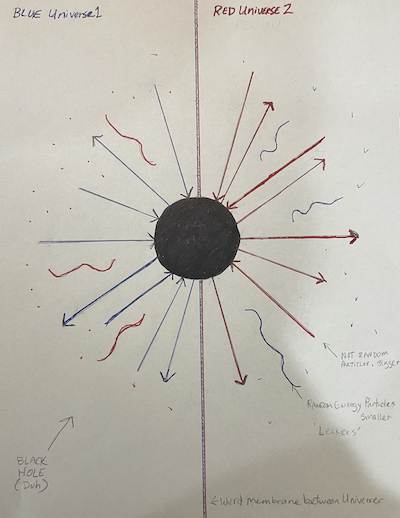 BLUE Universe 1
RED Universe 2
NOT RANDOM
Bigger
Random Energy Particles
Smaller
"Leakers"
BLACK
HOLE
(Duh)
← Weird membrane between Universes